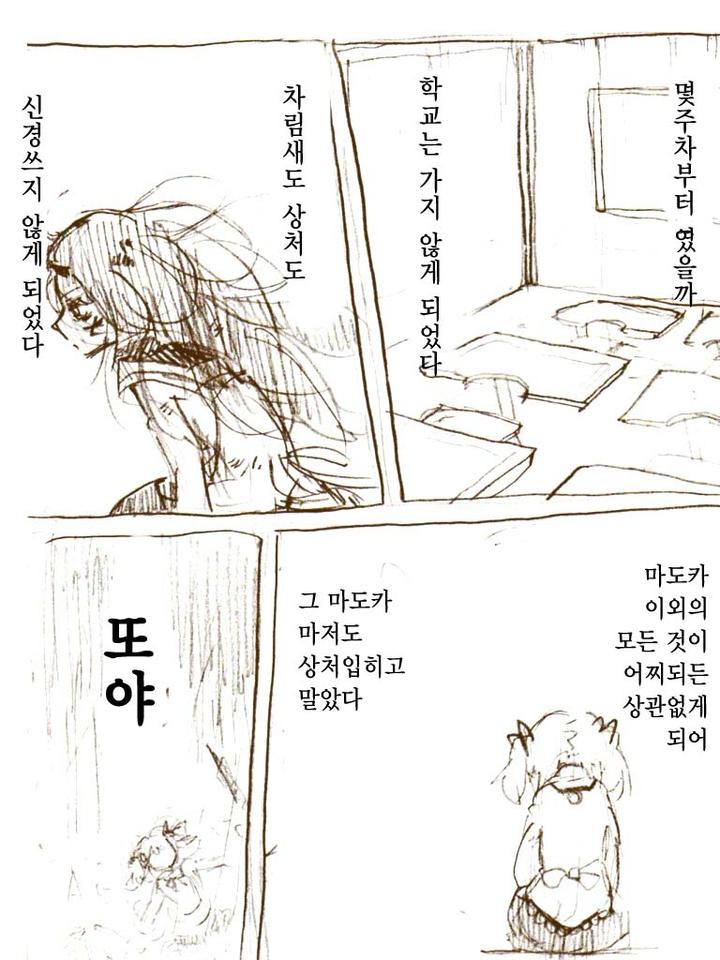 몇주차부터 였을까
학교는 가지 않게 되었다
차림새도 상처도
신경쓰지 않게 되었다
마도카
이외의
모든 것이
어찌되든
상관없게
되어
그 마도카
마저도
상처입히고
말았다
또
야